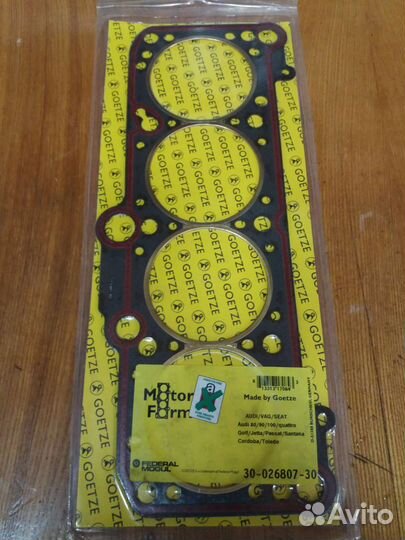 GOETZE
Motor
Form
Made by Goetze
AUDI/VAG/SEAT
Audi 80/90/100/quattro
Golf/Jetta/Passat/Santana
Cordoba/Toledo
FEDERAL
MOGUL
30-026807-30
Avito